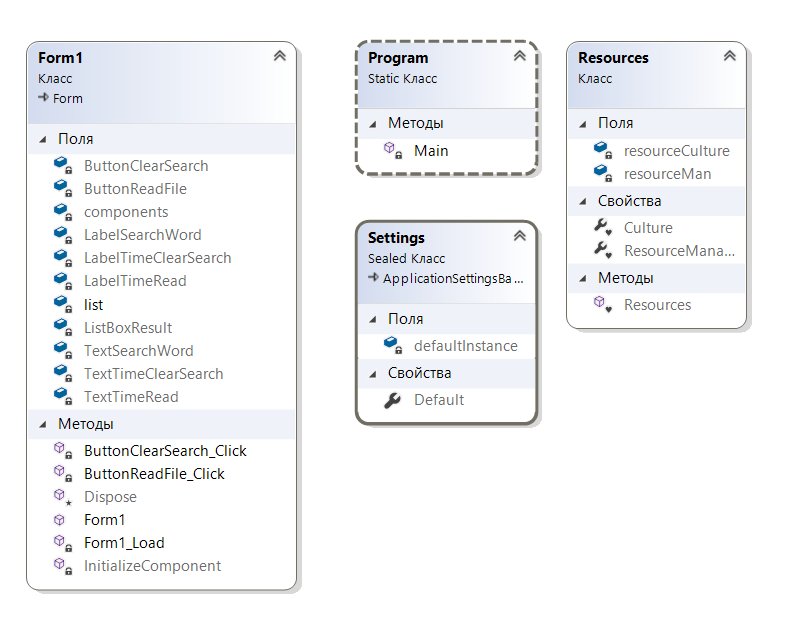 Form1
Класс
Form
Поля
ButtonClearSearch
ButtonReadFile
components
LabelSearchWord
LabelTimeClearSearch
LabelTimeRead
list
ListBoxResult
TextSearchWord
TextTimeClearSearch
TextTimeRead
Методы
ButtonClearSearch_Click
ButtonReadFile_Click
Dispose
Form1
Form1_Load
InitializeComponent
Program
Static Класс
Методы
Main
Settings
Sealed Класс
ApplicationSettingsBa...
Поля
defaultInstance
Свойства
Default
Resources
Класс
Поля
resourceCulture
resourceMan
Свойства
Culture
ResourceMana...
Методы
Resources